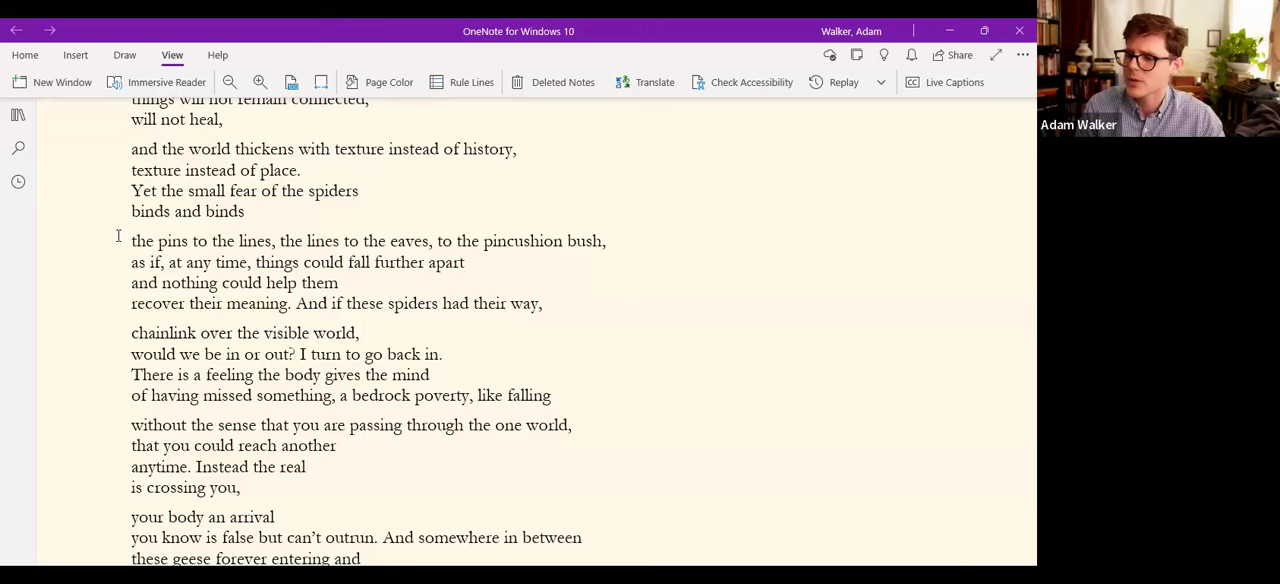 OneNote for Windows 10
Walker, Adam
Home Insert Draw View Help
Share
New Window Immersive Reader Page Color Rule Lines Deleted Notes Translate Check Accessibility Replay Live Captions
things will not remain connected,
will not heal,
and the world thickens with texture instead of history,
texture instead of place.
Yet the small fear of the spiders
binds and binds
the pins to the lines, the lines to the eaves, to the pincushion bush,
as if, at any time, things could fall further apart
and nothing could help them
recover their meaning. And if these spiders had their way,
chainlink over the visible world,
would we be in or out? I turn to go back in.
There is a feeling the body gives the mind
of having missed something, a bedrock poverty, like falling
without the sense that you are passing through the one world,
that you could reach another
anytime. Instead the real
is crossing you,
your body an arrival
you know is false but can't outrun. And somewhere in between
these geese forever entering and
Adam Walker